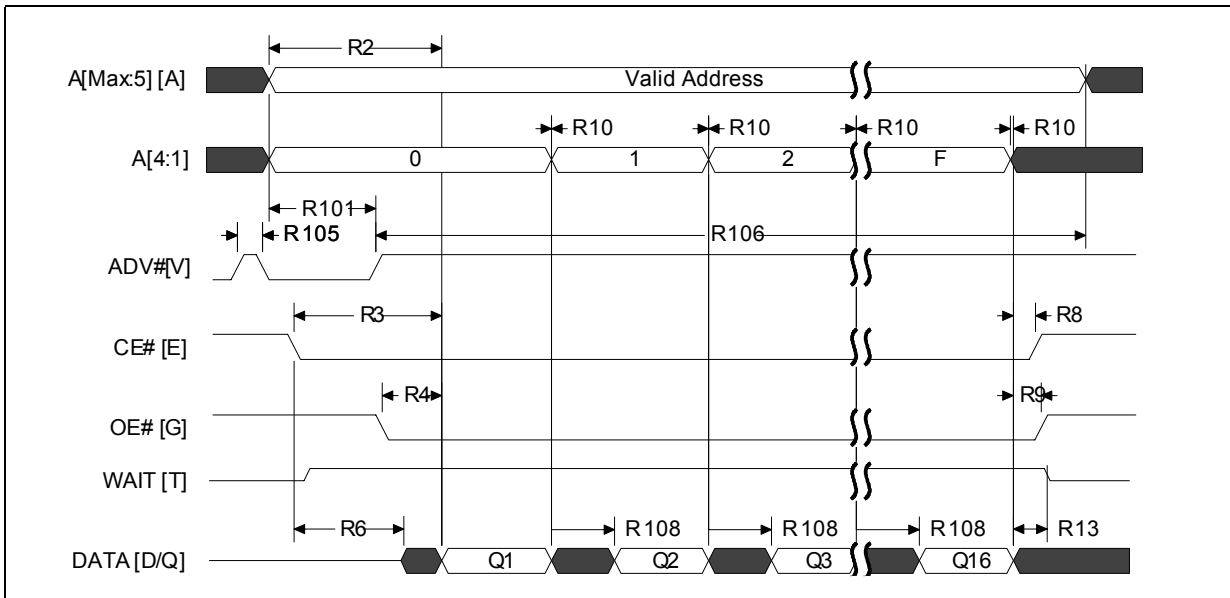 R2
A[Max:5] [A] Valid Address
R10 R10 R10 R10
A[4:1] 0 1 2 F
R101
R105 R106
ADV#[V]
R3 R8
CE# [E]
R4 R9
OE# [G]
WAIT [T]
R6 R108 R108 R108 R13
DATA [D/Q] Q1 Q2 Q3 Q16